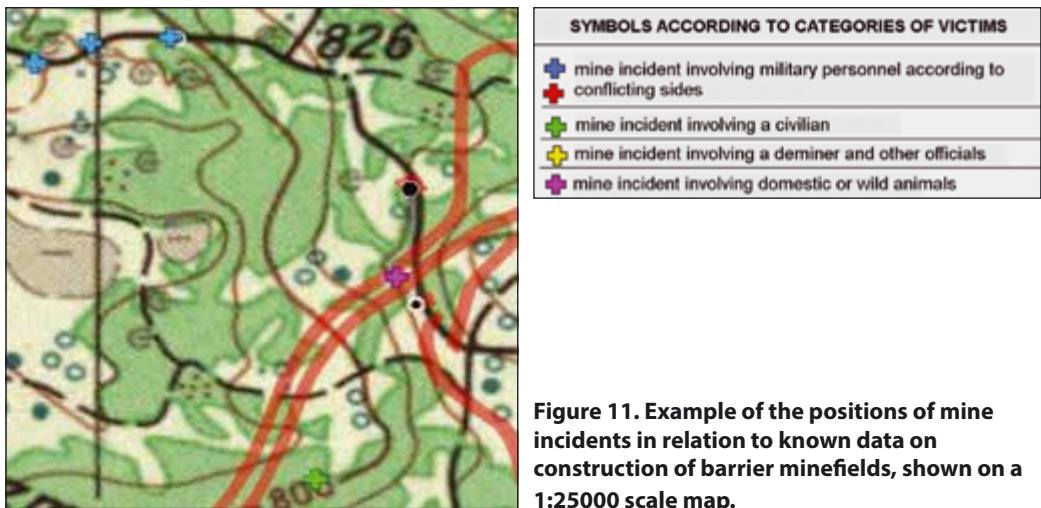 826
800
SYMBOLS ACCORDING TO CATEGORIES OF VICTIMS
mine incident involving military personnel according to
conflicting sides
mine incident involving a civilian
mine incident involving a deminer and other officials
mine incident involving domestic or wild animals
Figure 11. Example of the positions of mine
incidents in relation to known data on
construction of barrier minefields, shown on a
1:25000 scale map.